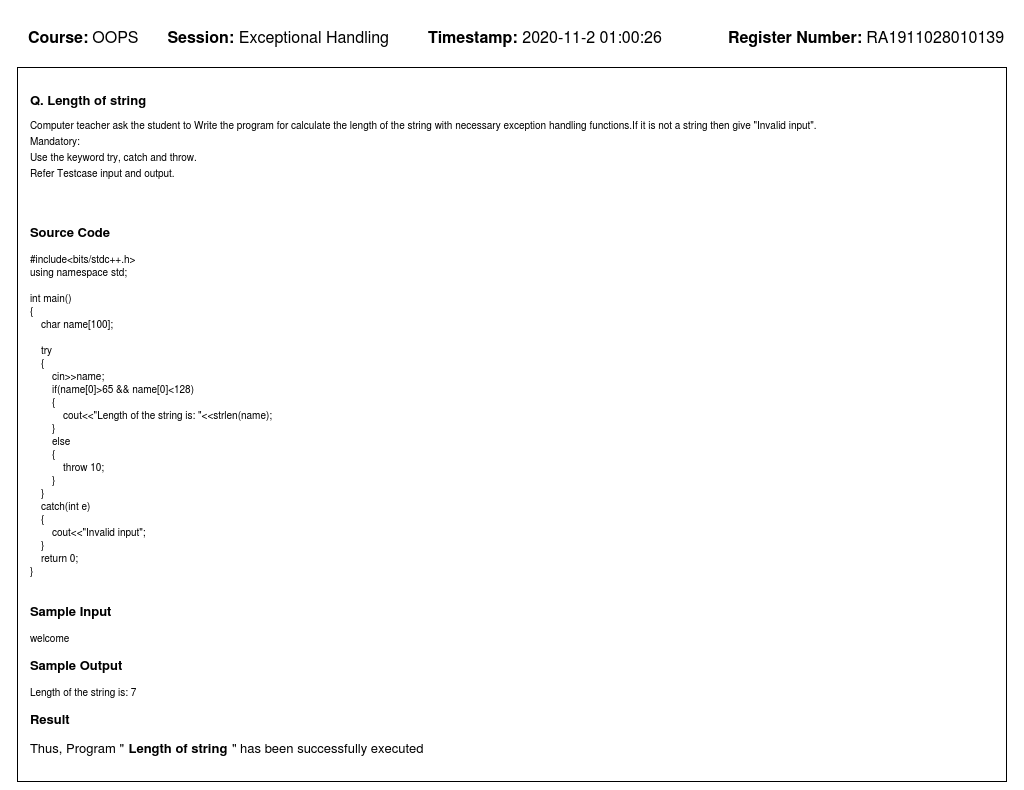 Course: OOPS Session: Exceptional Handling Timestamp: 2020-11-2 01:00:26 Register Number: RA1911028010139
Q. Length of string
Computer teacher ask the student to Write the program for calculate the length of the string with necessary exception handling functions.If it is not a string then give "Invalid input".
Mandatory:
Use the keyword try, catch and throw.
Refer Testcase input and output.
Source Code
#include<bits/stdc++.h>
using namespace std;
int main()
{
char name[100];
try
{
cin>>name;
if(name[0]>65 && name[0]<128)
{
cout<<"Length of the string is: "<<strlen(name);
}
else
{
throw 10;
}
}
catch(int e)
{
cout<<"Invalid input";
}
return 0;
}
Sample Input
welcome
Sample Output
Length of the string is: 7
Result
Thus, Program " Length of string " has been successfully executed